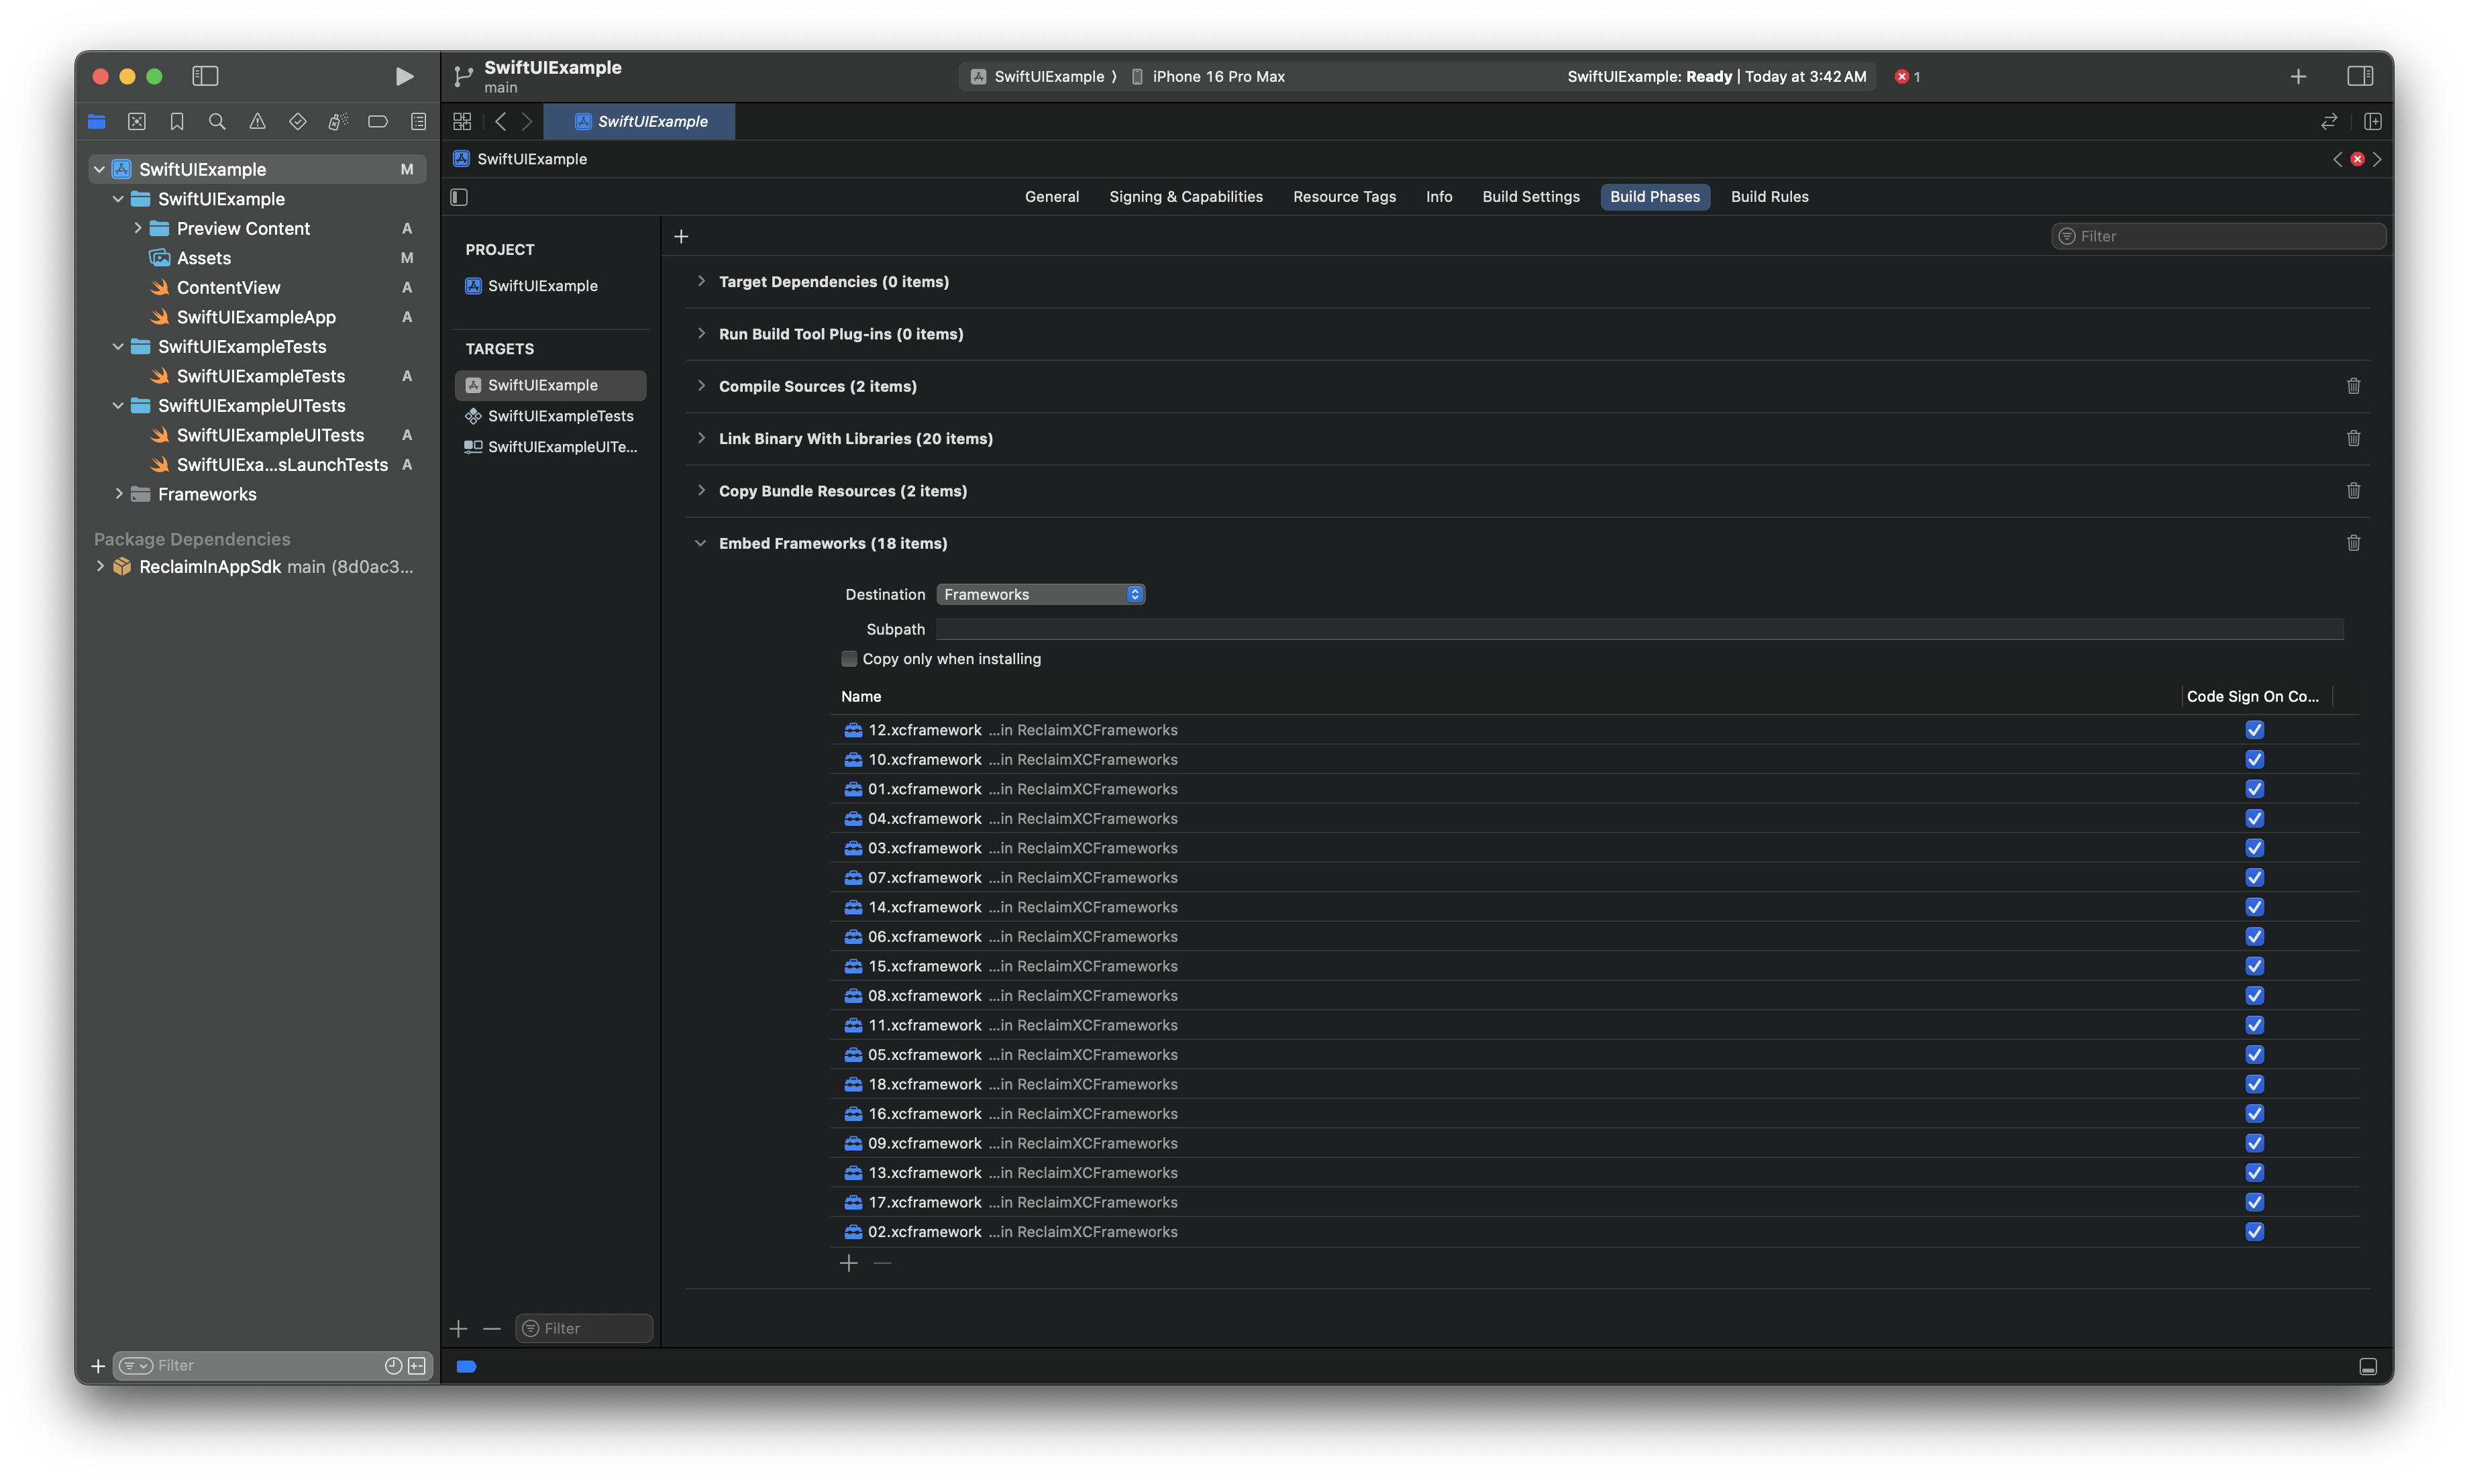 SwiftUIExample
main
SwiftUIExample ⟩ iPhone 16 Pro Max
SwiftUIExample: Ready | Today at 3:42 AM
1
SwiftUIExample
SwiftUIExample
General
Signing & Capabilities
Resource Tags
Info
Build Settings
Build Phases
Build Rules
SwiftUIExample M
SwiftUIExample
Preview Content A
Assets M
ContentView A
SwiftUIExampleApp A
SwiftUIExampleTests
SwiftUIExampleTests A
SwiftUIExampleUITests
SwiftUIExampleUITests A
SwiftUIExa...sLaunchTests A
Frameworks
Package Dependencies
ReclaimInAppSdk main (8d0ac3...
Filter
PROJECT
SwiftUIExample
TARGETS
SwiftUIExample
SwiftUIExampleTests
SwiftUIExampleUITe...
Filter
Filter
Target Dependencies (0 items)
Run Build Tool Plug-ins (0 items)
Compile Sources (2 items)
Link Binary With Libraries (20 items)
Copy Bundle Resources (2 items)
Embed Frameworks (18 items)
Destination Frameworks
Subpath
Copy only when installing
Name Code Sign On Co...
12.xcframework ...in ReclaimXCFrameworks
10.xcframework ...in ReclaimXCFrameworks
01.xcframework ...in ReclaimXCFrameworks
04.xcframework ...in ReclaimXCFrameworks
03.xcframework ...in ReclaimXCFrameworks
07.xcframework ...in ReclaimXCFrameworks
14.xcframework ...in ReclaimXCFrameworks
06.xcframework ...in ReclaimXCFrameworks
15.xcframework ...in ReclaimXCFrameworks
08.xcframework ...in ReclaimXCFrameworks
11.xcframework ...in ReclaimXCFrameworks
05.xcframework ...in ReclaimXCFrameworks
18.xcframework ...in ReclaimXCFrameworks
16.xcframework ...in ReclaimXCFrameworks
09.xcframework ...in ReclaimXCFrameworks
13.xcframework ...in ReclaimXCFrameworks
17.xcframework ...in ReclaimXCFrameworks
02.xcframework ...in ReclaimXCFrameworks